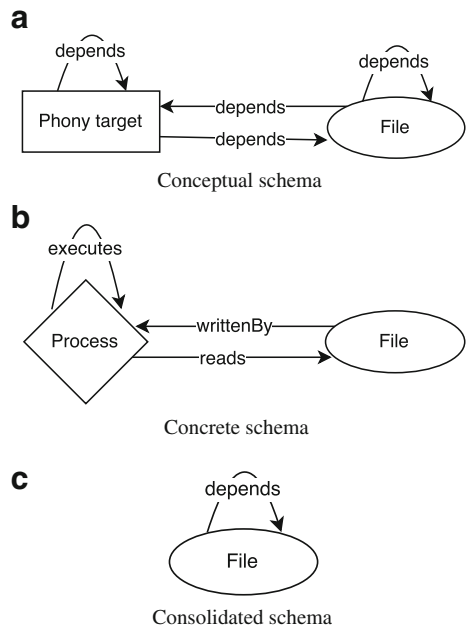 a
depends
depends
depends
Phony target
File
depends
Conceptual schema
b
executes
writtenBy
Process
File
reads
Concrete schema
c
depends
File
Consolidated schema